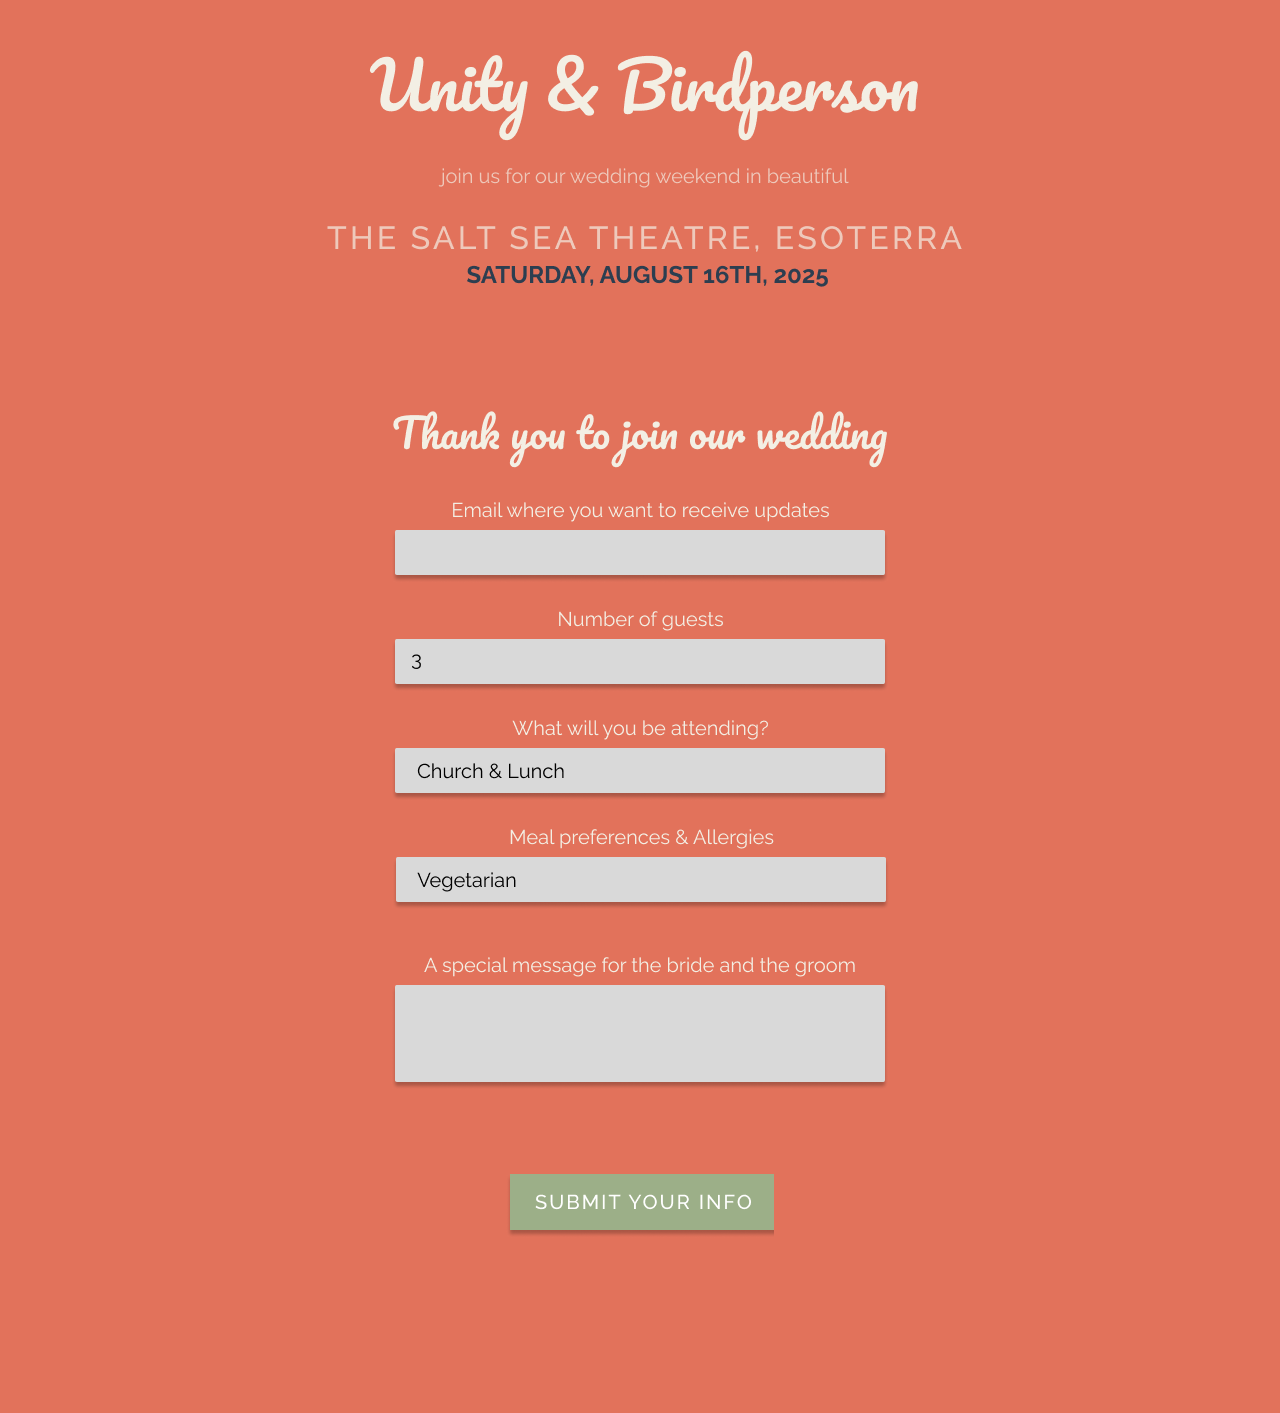 Unity & Birdperson
join us for our wedding weekend in beautiful
THE SALT SEA THEATRE, ESOTERRA
SATURDAY, AUGUST 16TH, 2025
Thank you to join our wedding
Email where you want to receive updates
Number of guests
3
What will you be attending?
Church & Lunch
Meal preferences & Allergies
Vegetarian
A special message for the bride and the groom
SUBMIT YOUR INFO